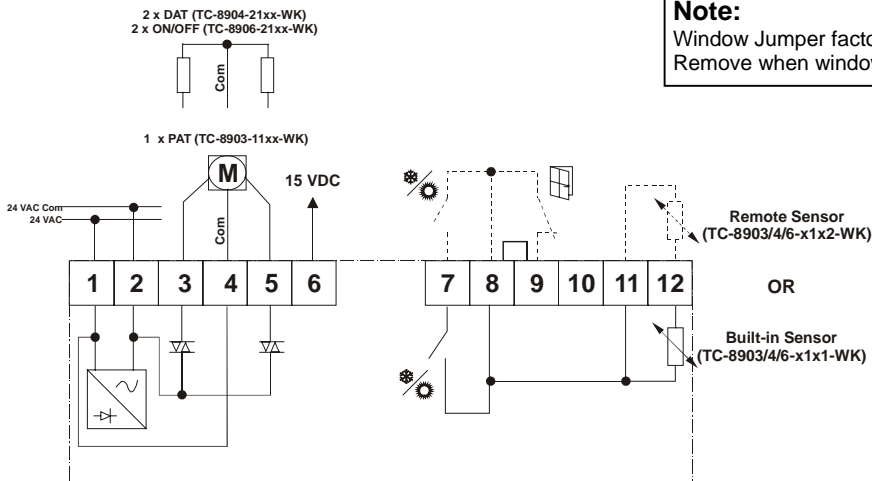 2 x DAT (TC-8904-21xx-WK)
2 x ON/OFF (TC-8906-21xx-WK)
Note:
Window Jumper
Remove when
Com
1 x PAT (TC-8903-11xx-WK)
M
15 VDC
24 VAC Com
24 VAC
Com
Remote Sensor
(TC-8903/4/6-x1x2-WK)
1 2 3 4 5 6 7 8 9 10 11 12
OR
Built-in Sensor
(TC-8903/4/6-x1x1-WK)